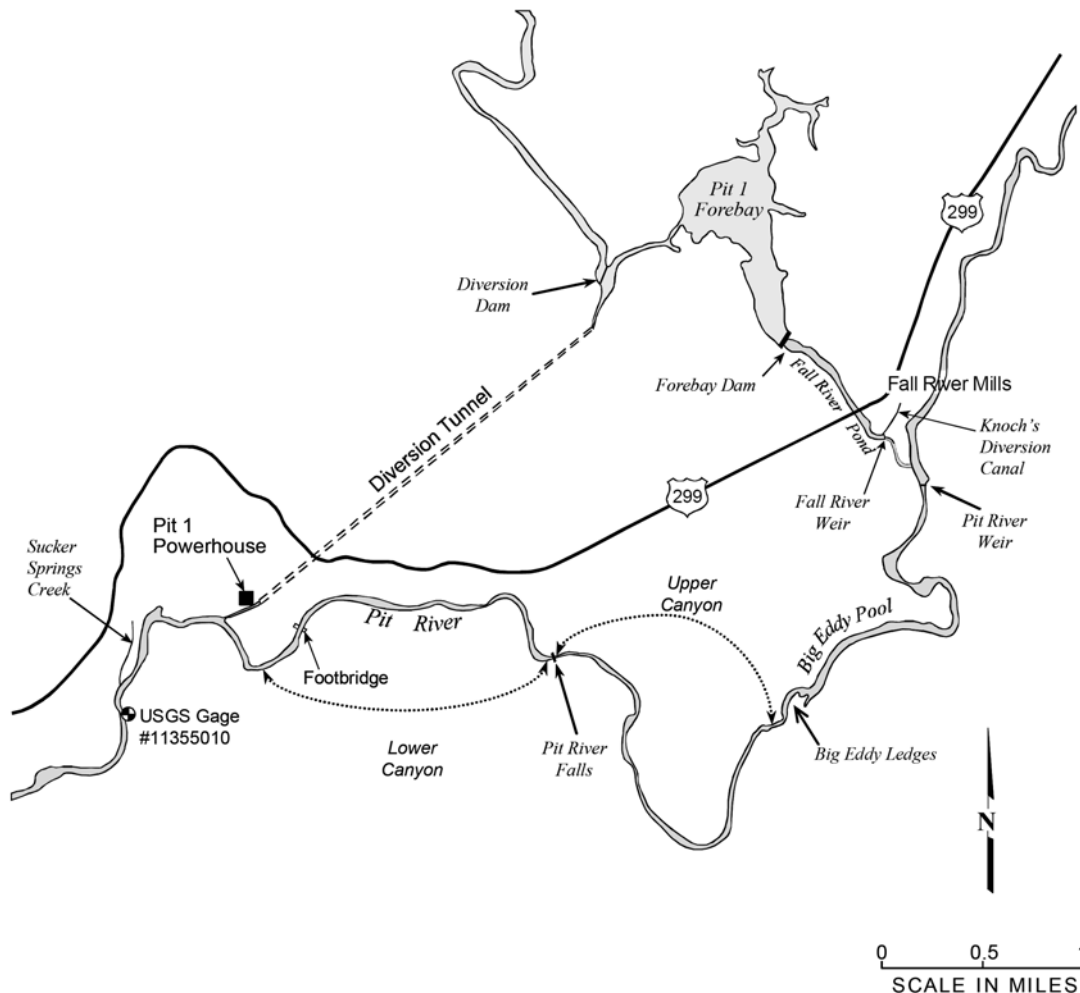 Pit 1
Forebay
299
Diversion
Dam
Forebay Dam
Fall River
Pond
Fall River Mills
Knoch's
Diversion
Canal
Diversion Tunnel
299
Fall River
Weir
Pit River
Weir
Pit 1
Powerhouse
Sucker
Springs
Creek
Upper
Canyon
Pit River
Big Eddy Pool
Footbridge
USGS Gage
#11355010
Lower
Canyon
Pit River
Falls
Big Eddy Ledges
N
0 0.5 1
SCALE IN MILES